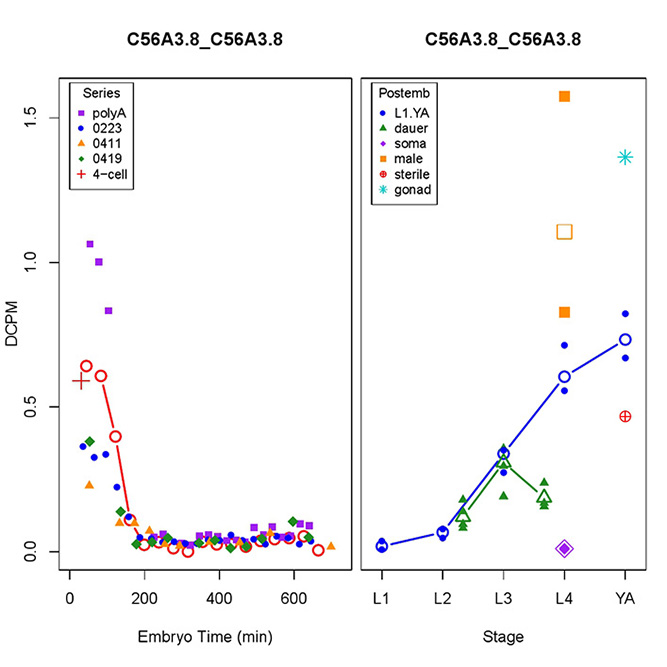 C56A3.8_C56A3.8
C56A3.8_C56A3.8
DCPM
0.0
0.5
1.0
1.5
Series
polyA
0223
0411
0419
4−cell
0
200
400
600
Embryo Time (min)
Postemb
L1.YA
dauer
soma
male
sterile
gonad
L1
L2
L3
L4
YA
Stage